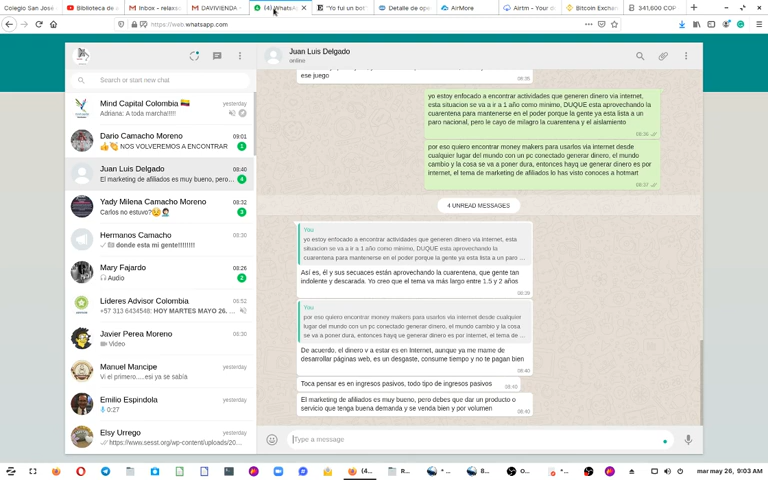 Colegio San José
Biblioteca de a
Inbox - relaxso
DAVIVIENDA -
(4) WhatsA
"Yo fui un bot"
Detalle de ope
AirMore
Airtm - Your d
Bitcoin Exchan
341,600 COP
https://web.whatsapp.com
Search or start new chat
Mind Capital Colombia
yesterday
Adriana: A toda marcha!!!!!
Dario Camacho Moreno
09:01
NOS VOLVEREMOS A ENCONTRAR
1
Juan Luis Delgado
08:40
El marketing de afiliados es muy bueno, pero...
4
Yady Milena Camacho Moreno
08:32
Carlos no estuvo?
3
Hermanos Camacho
08:30
donde esta mi gente!!!!!!!!
Mary Fajardo
08:26
Audio
2
Líderes Advisor Colombia
08:52
+57 313 6434548: HOY MARTES MAYO 26. ...
Javier Perea Moreno
08:30
Video
Manuel Mancipe
yesterday
Vi el primero.....esi ya se sabía
Emilio Espindola
yesterday
0:27
Elsy Urrego
yesterday
https://www.sesst.org/wp-content/uploads/20...
Juan Luis Delgado
online
ese juego
08:35
yo estoy enfocado a encontrar actividades que generen dinero via internet,
esta situacion se va a ir a 1 año como minimo, DUQUE esta aprovechando la
cuarentena para mantenerse en el poder porque la gente ya esta lista a un
paro nacional, pero le cayo de milagro la cuarentena y el aislamiento
08:36
por eso quiero encontrar money makers para usarlos via internet desde
cualquier lugar del mundo con un pc conectado generar dinero, el mundo
cambio y la cosa se va a poner dura, entonces hayq ue generar dinero es por
internet, el tema de marketing de afiliados lo has visto conoces a hotmart
08:37
4 UNREAD MESSAGES
You
yo estoy enfocado a encontrar actividades que generen dinero via internet, esta
situacion se va a ir a 1 año como minimo, DUQUE esta aprovechando la
cuarentena para mantenerse en el poder porque la gente ya esta lista a un paro ...
Así es, él y sus secuaces están aprovechando la cuarentena, que gente tan
indolente y descarada. Yo creo que el tema va más largo entre 1.5 y 2 años
08:39
You
por eso quiero encontrar money makers para usarlos via internet desde cualquier
lugar del mundo con un pc conectado generar dinero, el mundo cambio y la cosa
se va a poner dura, entonces hayq ue generar dinero es por internet, el tema de ...
De acuerdo. el dinero v a estar es en Internet, aunque ya me mame de
desarrollar páginas web, es un desgaste, consume tiempo y no te pagan bien
08:40
Toca pensar es en ingresos pasivos, todo tipo de ingresos pasivos
08:40
El marketing de afiliados es muy bueno, pero debes que dar un producto o
servicio que tenga buena demanda y se venda bien y por volumen
08:40
Type a message
(4...
R...
8...
O...
mar may 26, 9:03 AM